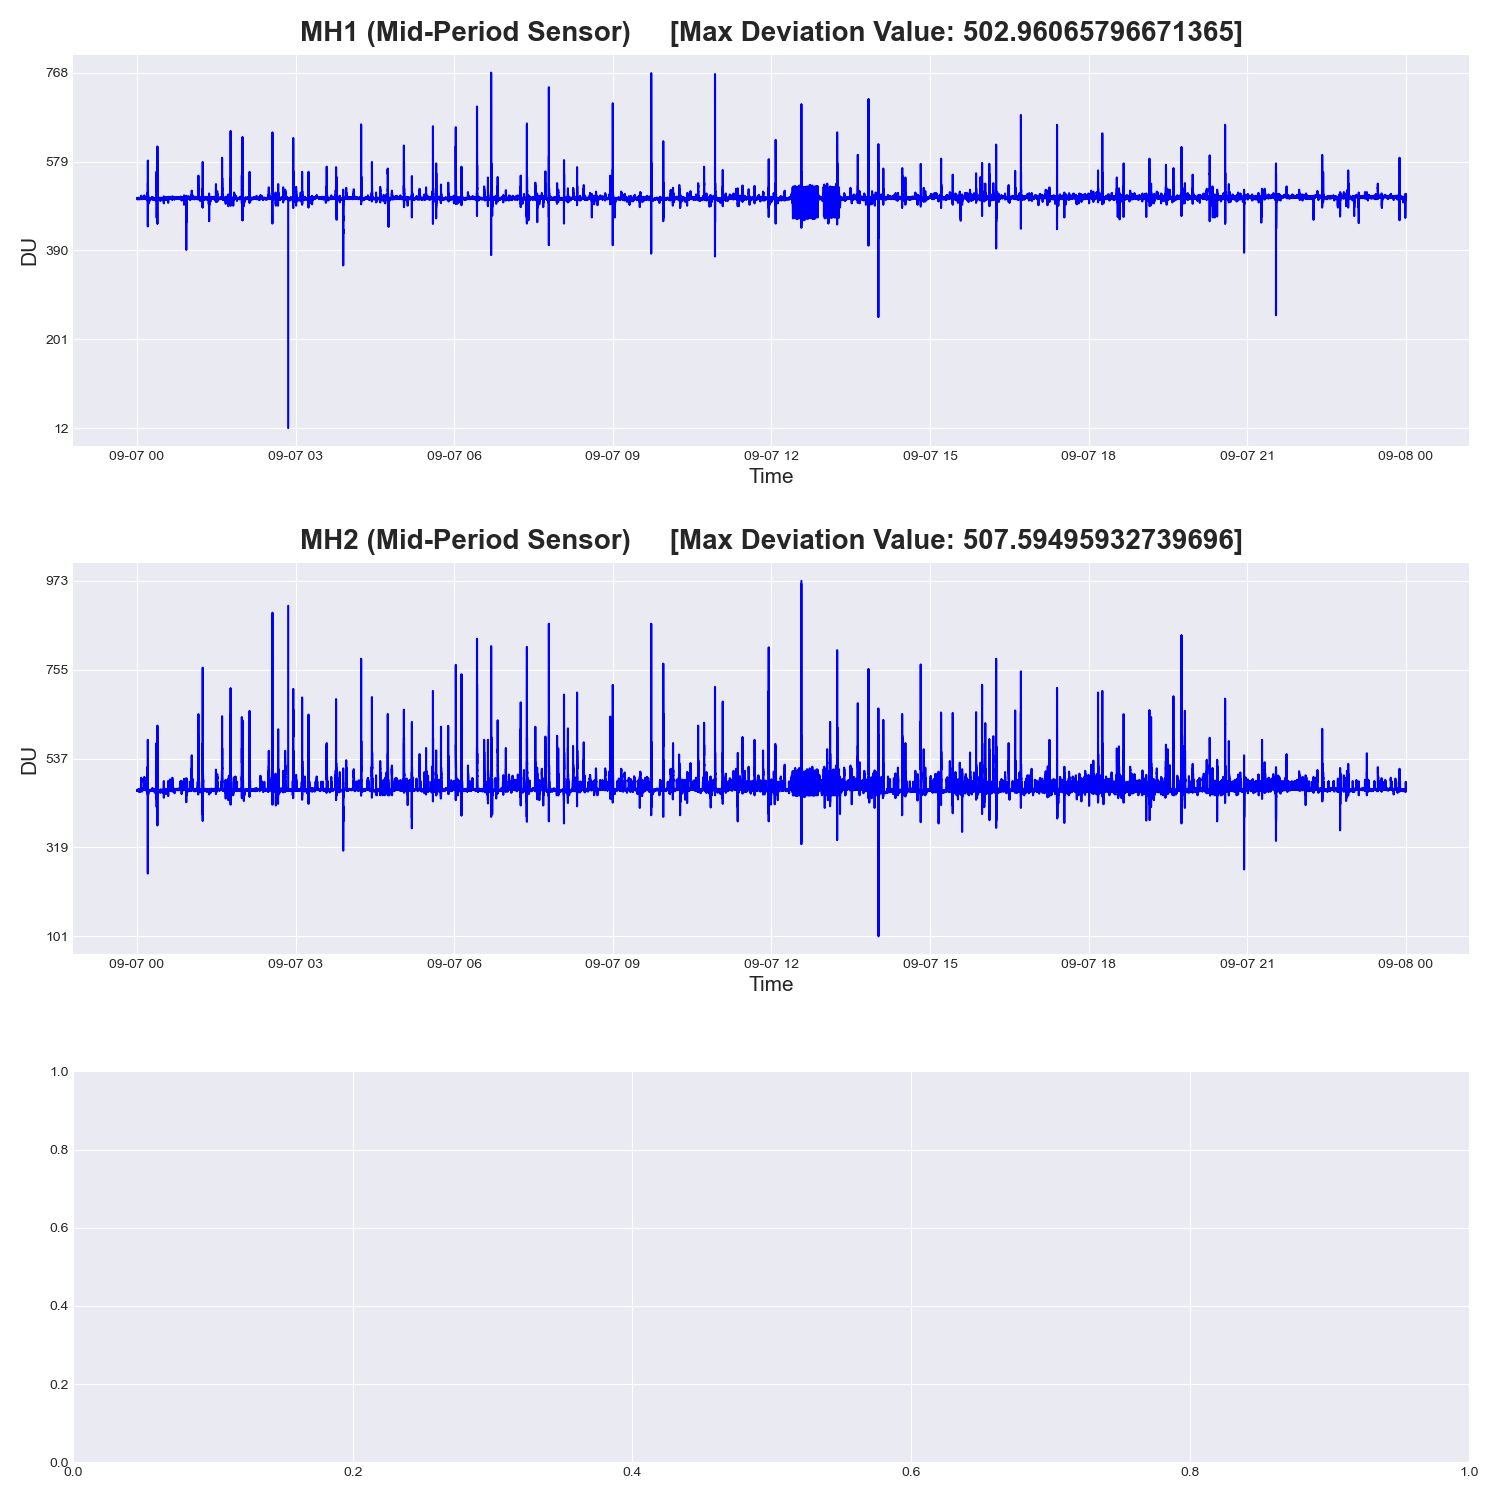 MH1 (Mid-Period Sensor) [Max Deviation Value: 502.96065796671365]
768
579
390
201
12
DU
09-07 00 09-07 03 09-07 06 09-07 09 09-07 12 09-07 15 09-07 18 09-07 21 09-08 00
Time
MH2 (Mid-Period Sensor) [Max Deviation Value: 507.59495932739696]
973
755
537
319
101
DU
09-07 00 09-07 03 09-07 06 09-07 09 09-07 12 09-07 15 09-07 18 09-07 21 09-08 00
Time
1.0
0.8
0.6
0.4
0.2
0.0
0.0 0.2 0.4 0.6 0.8 1.0